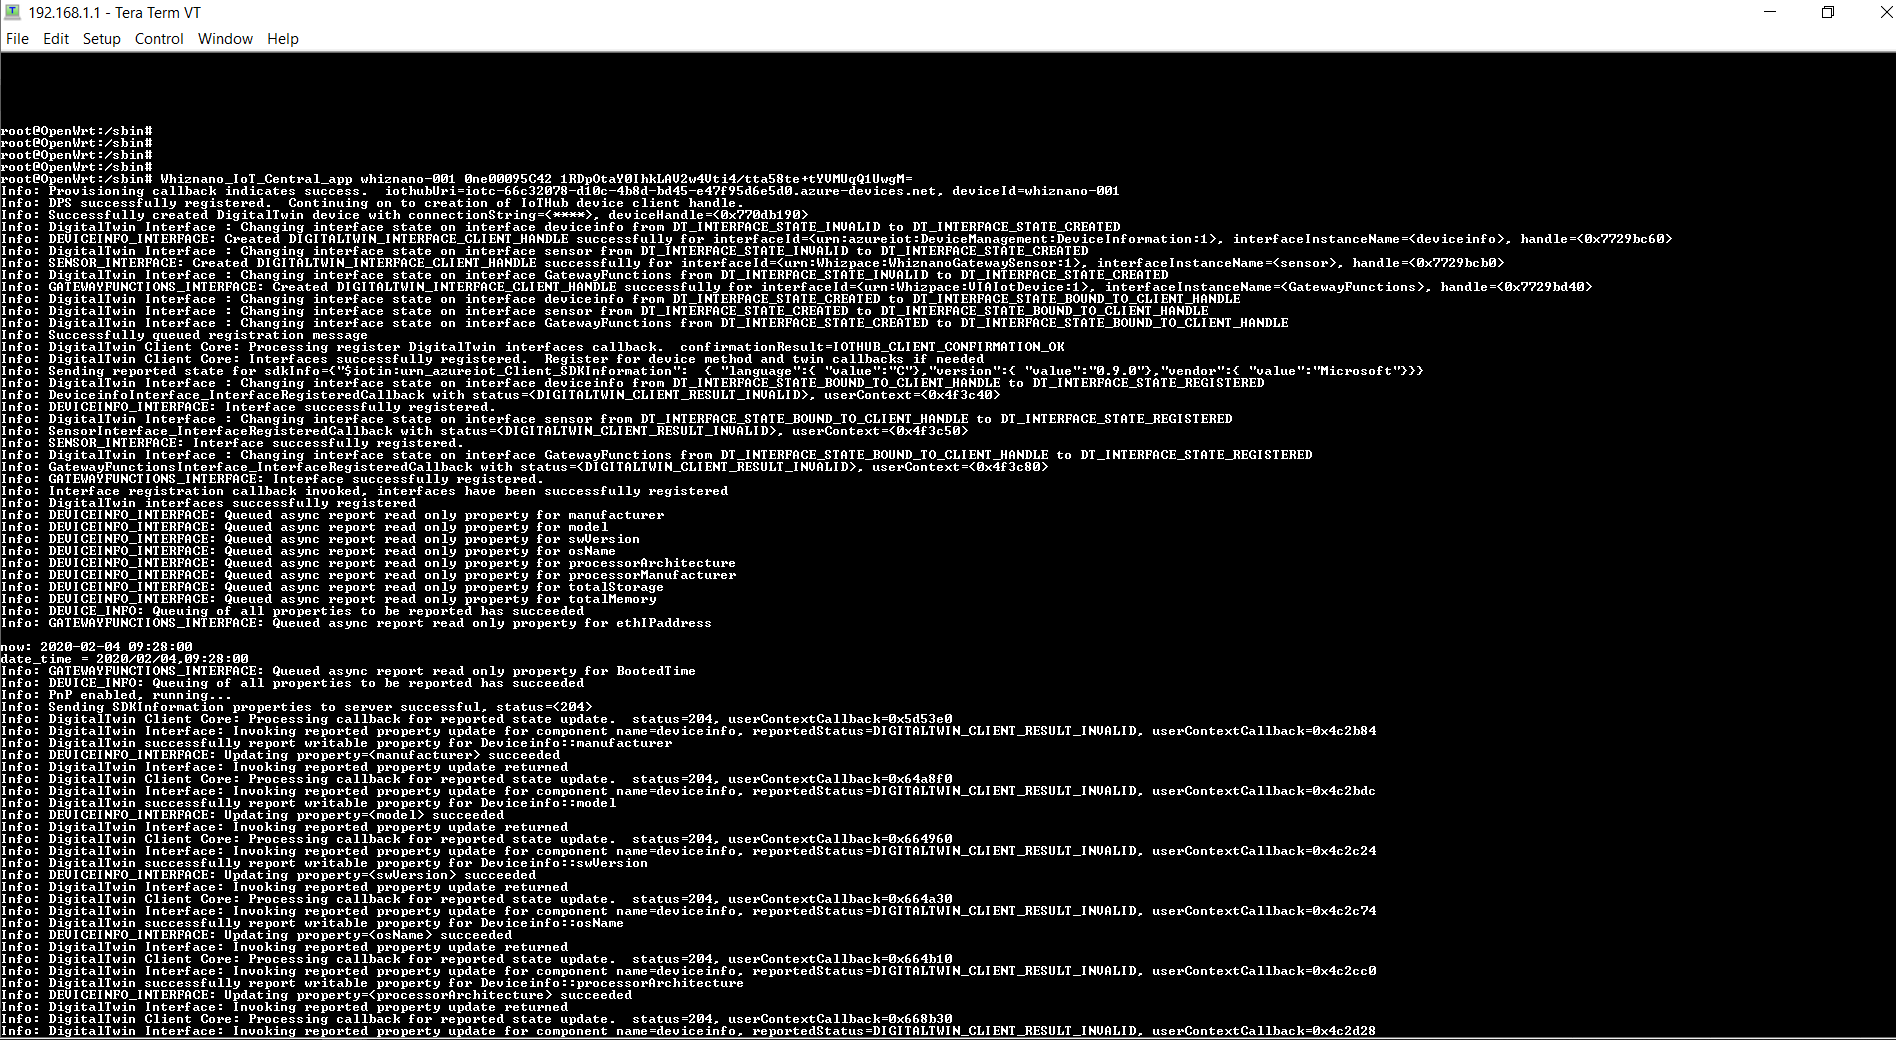 192.168.1.1 - Tera Term VT
File Edit Setup Control Window Help
root@OpenWrt:/sbin#
root@OpenWrt:/sbin#
root@OpenWrt:/sbin#
root@OpenWrt:/sbin#
root@OpenWrt:/sbin# Whiznano_IoT_Central_app whiznano-001 0ne00095C42 1RDpOtaY0IhkLAV2w4Vti4/tta58te+tYVMUqQ1UwgM=
Info: Provisioning callback indicates success.  iothubUri=iotc-66c32078-d10c-4b8d-bd45-e47f95d6e5d0.azure-devices.net, deviceId=whiznano-001
Info: DPS successfully registered.  Continuing on to creation of IoTHub device client handle.
Info: Successfully created DigitalTwin device with connectionString=<****>, deviceHandle=<0x770db190>
Info: DigitalTwin Interface : Changing interface state on interface deviceinfo from DT_INTERFACE_STATE_INVALID to DT_INTERFACE_STATE_CREATED
Info: DEVICEINFO_INTERFACE: Created DIGITALTWIN_INTERFACE_CLIENT_HANDLE successfully for interfaceId=<urn:azureiot:DeviceManagement:DeviceInformation:1>, interfaceInstanceName=<deviceinfo>, handle=<0x7729bc60>
Info: DigitalTwin Interface : Changing interface state on interface sensor from DT_INTERFACE_STATE_INVALID to DT_INTERFACE_STATE_CREATED
Info: SENSOR_INTERFACE: Created DIGITALTWIN_INTERFACE_CLIENT_HANDLE successfully for interfaceId=<urn:Whizpace:WhiznanoGatewaySensor:1>, interfaceInstanceName=<sensor>, handle=<0x7729bcb0>
Info: DigitalTwin Interface : Changing interface state on interface GatewayFunctions from DT_INTERFACE_STATE_INVALID to DT_INTERFACE_STATE_CREATED
Info: GATEWAYFUNCTIONS_INTERFACE: Created DIGITALTWIN_INTERFACE_CLIENT_HANDLE successfully for interfaceId=<urn:Whizpace:VIAIotDevice:1>, interfaceInstanceName=<GatewayFunctions>, handle=<0x7729bd40>
Info: DigitalTwin Interface : Changing interface state on interface deviceinfo from DT_INTERFACE_STATE_CREATED to DT_INTERFACE_STATE_BOUND_TO_CLIENT_HANDLE
Info: DigitalTwin Interface : Changing interface state on interface sensor from DT_INTERFACE_STATE_CREATED to DT_INTERFACE_STATE_BOUND_TO_CLIENT_HANDLE
Info: DigitalTwin Interface : Changing interface state on interface GatewayFunctions from DT_INTERFACE_STATE_CREATED to DT_INTERFACE_STATE_BOUND_TO_CLIENT_HANDLE
Info: Successfully queued registration message
Info: DigitalTwin Client Core: Processing register DigitalTwin interfaces callback.  confirmationResult=IOTHUB_CLIENT_CONFIRMATION_OK
Info: DigitalTwin Client Core: Interfaces successfully registered.  Register for device method and twin callbacks if needed
Info: Sending reported state for sdkInfo={"$iotin:urn_azureiot_Client_SDKInformation":  { "language":{ "value":"C"},"version":{ "value":"0.9.0"},"vendor":{ "value":"Microsoft"}}}
Info: DigitalTwin Interface : Changing interface state on interface deviceinfo from DT_INTERFACE_STATE_BOUND_TO_CLIENT_HANDLE to DT_INTERFACE_STATE_REGISTERED
Info: DeviceinfoInterface_InterfaceRegisteredCallback with status=<DIGITALTWIN_CLIENT_RESULT_INVALID>, userContext=<0x4f3c40>
Info: DEVICEINFO_INTERFACE: Interface successfully registered.
Info: DigitalTwin Interface : Changing interface state on interface sensor from DT_INTERFACE_STATE_BOUND_TO_CLIENT_HANDLE to DT_INTERFACE_STATE_REGISTERED
Info: SensorInterface_InterfaceRegisteredCallback with status=<DIGITALTWIN_CLIENT_RESULT_INVALID>, userContext=<0x4f3c50>
Info: SENSOR_INTERFACE: Interface successfully registered.
Info: DigitalTwin Interface : Changing interface state on interface GatewayFunctions from DT_INTERFACE_STATE_BOUND_TO_CLIENT_HANDLE to DT_INTERFACE_STATE_REGISTERED
Info: GatewayFunctionsInterface_InterfaceRegisteredCallback with status=<DIGITALTWIN_CLIENT_RESULT_INVALID>, userContext=<0x4f3c80>
Info: GATEWAYFUNCTIONS_INTERFACE: Interface successfully registered.
Info: Interface registration callback invoked, interfaces have been successfully registered
Info: DigitalTwin interfaces successfully registered
Info: DEVICEINFO_INTERFACE: Queued async report read only property for manufacturer
Info: DEVICEINFO_INTERFACE: Queued async report read only property for model
Info: DEVICEINFO_INTERFACE: Queued async report read only property for swVersion
Info: DEVICEINFO_INTERFACE: Queued async report read only property for osName
Info: DEVICEINFO_INTERFACE: Queued async report read only property for processorArchitecture
Info: DEVICEINFO_INTERFACE: Queued async report read only property for processorManufacturer
Info: DEVICEINFO_INTERFACE: Queued async report read only property for totalStorage
Info: DEVICEINFO_INTERFACE: Queued async report read only property for totalMemory
Info: DEVICE_INFO: Queuing of all properties to be reported has succeeded
Info: GATEWAYFUNCTIONS_INTERFACE: Queued async report read only property for ethIPaddress
now: 2020-02-04 09:28:00
date_time = 2020/02/04,09:28:00
Info: GATEWAYFUNCTIONS_INTERFACE: Queued async report read only property for BootedTime
Info: DEVICE_INFO: Queuing of all properties to be reported has succeeded
Info: PnP enabled, running...
Info: Sending SDKInformation properties to server successful, status=<204>
Info: DigitalTwin Client Core: Processing callback for reported state update.  status=204, userContextCallback=0x5d53e0
Info: DigitalTwin Interface: Invoking reported property update for component name=deviceinfo, reportedStatus=DIGITALTWIN_CLIENT_RESULT_INVALID, userContextCallback=0x4c2b84
Info: DigitalTwin successfully report writable property for Deviceinfo::manufacturer
Info: DEVICEINFO_INTERFACE: Updating property=<manufacturer> succeeded
Info: DigitalTwin Interface: Invoking reported property update returned
Info: DigitalTwin Client Core: Processing callback for reported state update.  status=204, userContextCallback=0x64a8f0
Info: DigitalTwin Interface: Invoking reported property update for component name=deviceinfo, reportedStatus=DIGITALTWIN_CLIENT_RESULT_INVALID, userContextCallback=0x4c2bdc
Info: DigitalTwin successfully report writable property for Deviceinfo::model
Info: DEVICEINFO_INTERFACE: Updating property=<model> succeeded
Info: DigitalTwin Interface: Invoking reported property update returned
Info: DigitalTwin Client Core: Processing callback for reported state update.  status=204, userContextCallback=0x664960
Info: DigitalTwin Interface: Invoking reported property update for component name=deviceinfo, reportedStatus=DIGITALTWIN_CLIENT_RESULT_INVALID, userContextCallback=0x4c2c24
Info: DigitalTwin successfully report writable property for Deviceinfo::swVersion
Info: DEVICEINFO_INTERFACE: Updating property=<swVersion> succeeded
Info: DigitalTwin Interface: Invoking reported property update returned
Info: DigitalTwin Client Core: Processing callback for reported state update.  status=204, userContextCallback=0x664a30
Info: DigitalTwin Interface: Invoking reported property update for component name=deviceinfo, reportedStatus=DIGITALTWIN_CLIENT_RESULT_INVALID, userContextCallback=0x4c2c74
Info: DigitalTwin successfully report writable property for Deviceinfo::osName
Info: DEVICEINFO_INTERFACE: Updating property=<osName> succeeded
Info: DigitalTwin Interface: Invoking reported property update returned
Info: DigitalTwin Client Core: Processing callback for reported state update.  status=204, userContextCallback=0x664b10
Info: DigitalTwin Interface: Invoking reported property update for component name=deviceinfo, reportedStatus=DIGITALTWIN_CLIENT_RESULT_INVALID, userContextCallback=0x4c2cc0
Info: DigitalTwin successfully report writable property for Deviceinfo::processorArchitecture
Info: DEVICEINFO_INTERFACE: Updating property=<processorArchitecture> succeeded
Info: DigitalTwin Interface: Invoking reported property update returned
Info: DigitalTwin Client Core: Processing callback for reported state update.  status=204, userContextCallback=0x668b30
Info: DigitalTwin Interface: Invoking reported property update for component name=deviceinfo, reportedStatus=DIGITALTWIN_CLIENT_RESULT_INVALID, userContextCallback=0x4c2d28